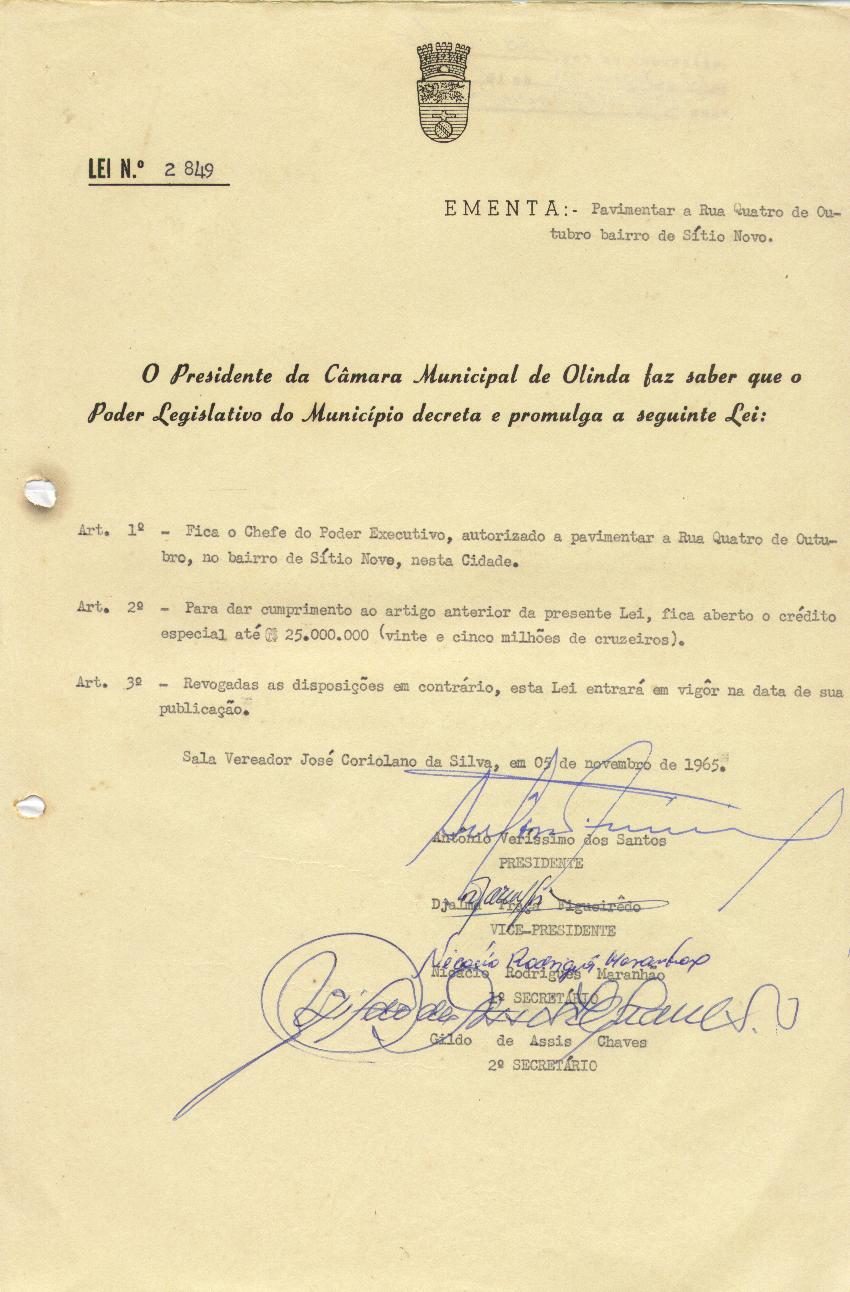 LEI N.º 2 849
EMENTA:- Pavimentar a Rua Quatro de Ou-
tubro bairro de Sítio Novo.
O Presidente da Câmara Municipal de Olinda faz saber que o
Poder Legislativo do Município decreta e promulga a seguinte Lei:
Art. 1º - Fica o Chefe do Poder Executivo, autorizado a pavimentar a Rua Quatro de Outu-
bro, no bairro de Sítio Novo, nesta Cidade.
Art. 2º - Para dar cumprimento ao artigo anterior da presente Lei, fica aberto o crédito
especial até 25.000.000 (vinte e cinco milhões de cruzeiros).
Art. 3º - Revogadas as disposições em contrário, esta Lei entrará em vigôr na data de sua
publicação.
Sala Vereador José Coriolano da Silva, em 05 de novembro de 1965.
Antonio Veríssimo dos Santos
PRESIDENTE
Djalma Figueirêdo
VICE-PRESIDENTE
Nicácio Rodrigues Maranhão
Nicácio Rodrigues Maranhão
1º SECRETÁRIO
Gildo de Assis Chaves
2º SECRETÁRIO